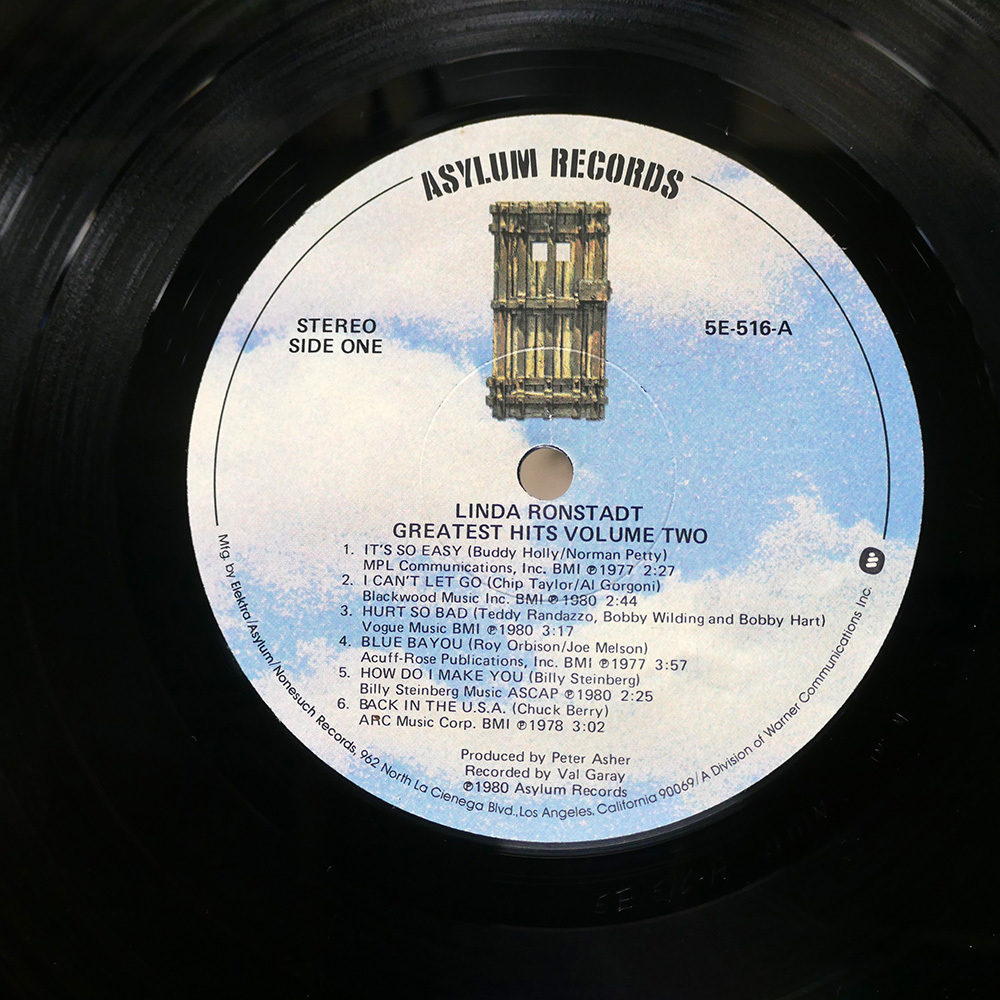 ASYLUM RECORDS
STEREO
SIDE ONE
5E-516-A
LINDA RONSTADT
GREATEST HITS VOLUME TWO
1. IT'S SO EASY (Buddy Holly/Norman Petty)
MPL Communications, Inc. BMI ℗1977 2:27
2. I CAN'T LET GO (Chip Taylor/Al Gorgoni)
Blackwood Music Inc. BMI ℗1980 2:44
3. HURT SO BAD (Teddy Randazzo, Bobby Wilding and Bobby Hart)
Vogue Music BMI ℗1980 3:17
4. BLUE BAYOU (Roy Orbison/Joe Melson)
Acuff-Rose Publications, Inc. BMI ℗1977 3:57
5. HOW DO I MAKE YOU (Billy Steinberg)
Billy Steinberg Music ASCAP ℗1980 2:25
6. BACK IN THE U.S.A. (Chuck Berry)
ARC Music Corp. BMI ℗1978 3:02
Produced by Peter Asher
Recorded by Val Garay
℗1980 Asylum Records
Mfg. by Elektra/Asylum/Nonesuch Records, 962 North La Cienega Blvd., Los Angeles, California 90069/A Division of Warner Communications Inc.